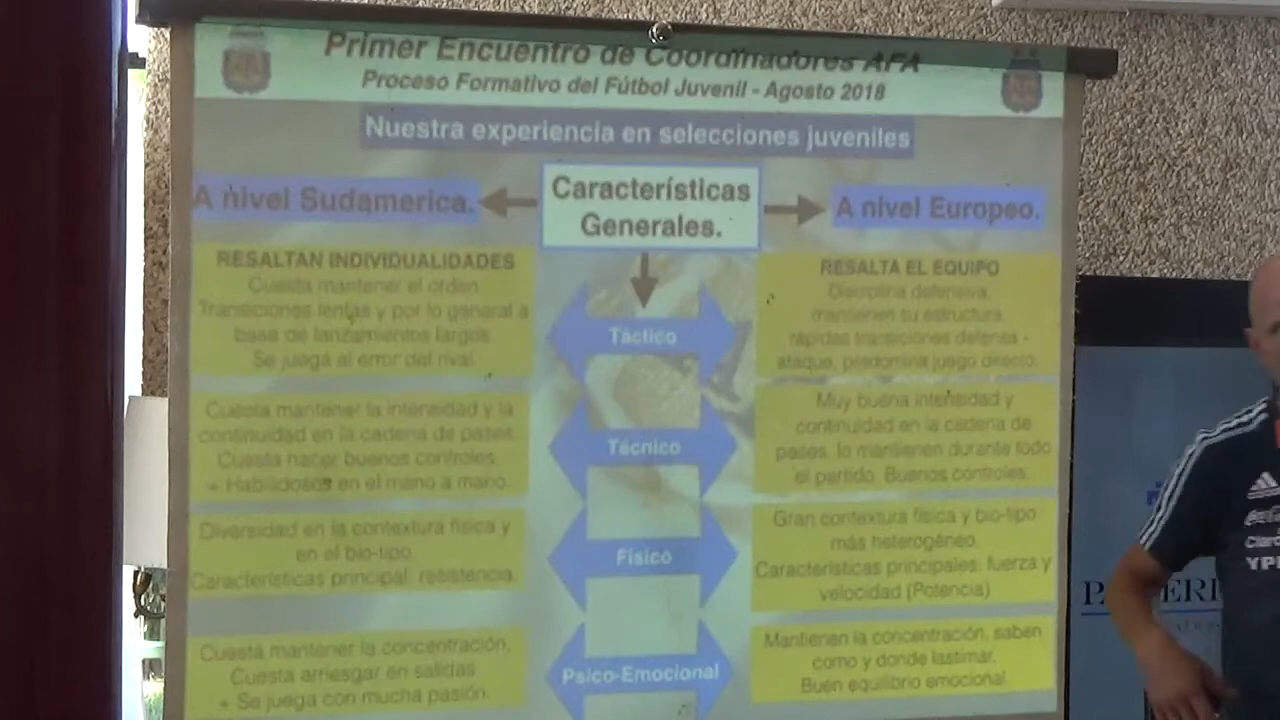 Primer Encuentro de Coordinadores AFA
Proceso Formativo del Fútbol Juvenil - Agosto 2018
Nuestra experiencia en selecciones juveniles
A nivel Sudamerica.
Características
Generales.
A nivel Europeo.
RESALTAN INDIVIDUALIDADES
Cuesta mantener el orden
Transiciones lentas y por lo general a
base de lanzamientos largos.
Se juega al error del rival.
Táctico
RESALTA EL EQUIPO
Disciplina defensiva,
mantienen su estructura,
rápidas transiciones defensa -
ataque, predomina juego directo.
Cuesta mantener la intensidad y la
continuidad en la cadena de pases.
Cuesta hacer buenos controles.
+ Habilidosos en el mano a mano.
Técnico
Muy buena intensidad y
continuidad en la cadena de
pases, lo mantienen durante todo
el partido. Buenos controles.
Diversidad en la contextura física y
en el bio-tipo.
Características principal: resistencia.
Físico
Gran contextura física y bio-tipo
más heterogéneo.
Características principales: fuerza y
velocidad (Potencia)
Cuesta mantener la concentración,
Cuesta arriesgar en salidas
+ Se juega con mucha pasión.
Psico-Emocional
Mantienen la concentración, saben
como y donde lastimar.
Buen equilibrio emocional.
YPF